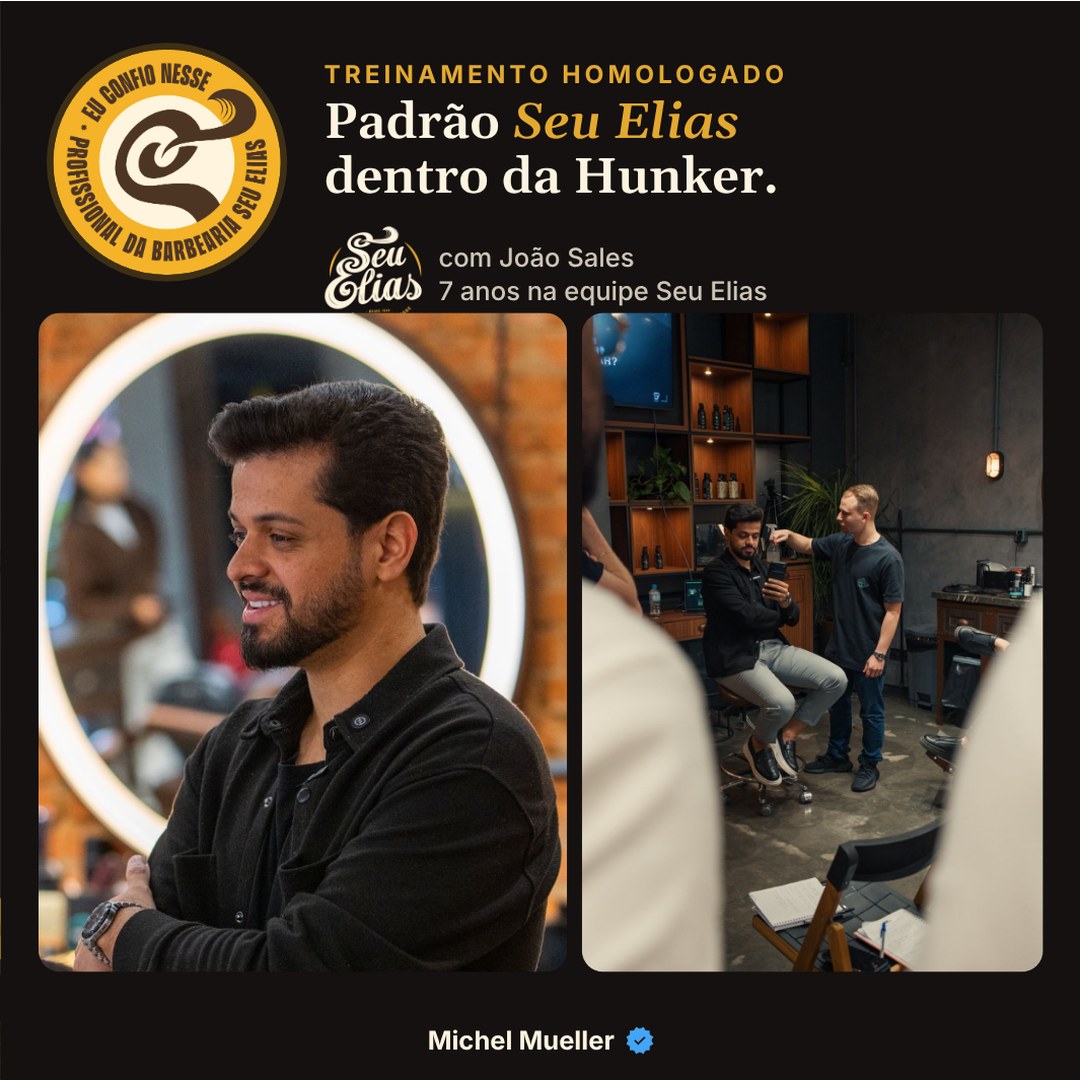 EU CONFIO NESSE
PROFISSIONAL DA BARBEARIA SEU ELIAS
TREINAMENTO HOMOLOGADO
Padrão Seu Elias
dentro da Hunker.
Seu
Elias
com João Sales
7 anos na equipe Seu Elias
Michel Mueller